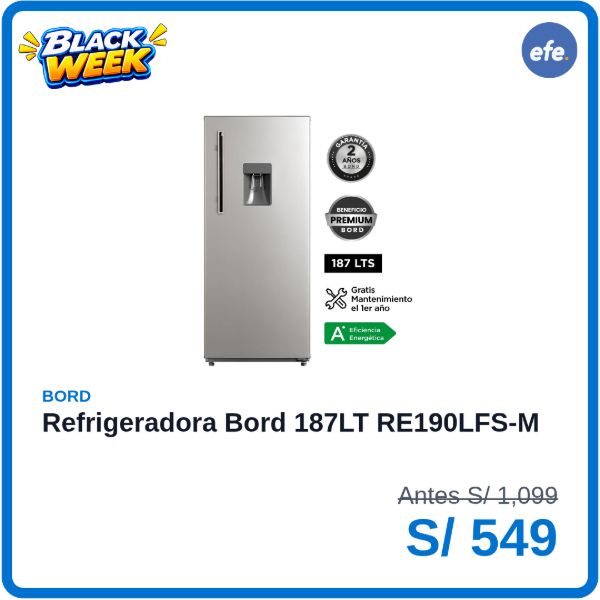 BLACK
WEEK
efe.
GARANTÍA
2
AÑOS
BORD
BENEFICIO
PREMIUM
BORD
187 LTS
Gratis
Mantenimiento
el 1er año
A+
Eficiencia
Energética
BORD
Refrigeradora Bord 187LT RE190LFS-M
Antes S/ 1,099
S/ 549